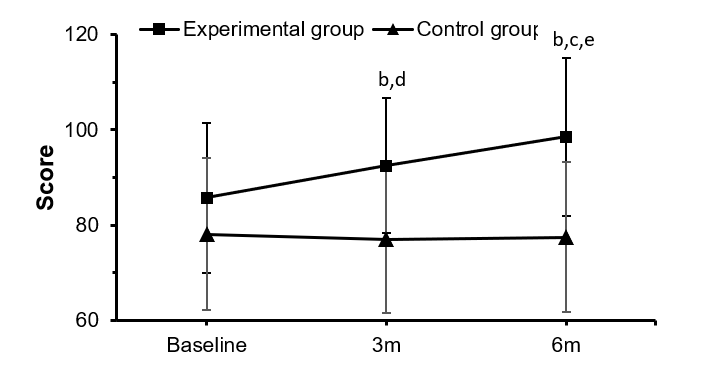 120 Experimental group Control group
b,c,e
b,d
100
Score
80
60
Baseline 3m 6m